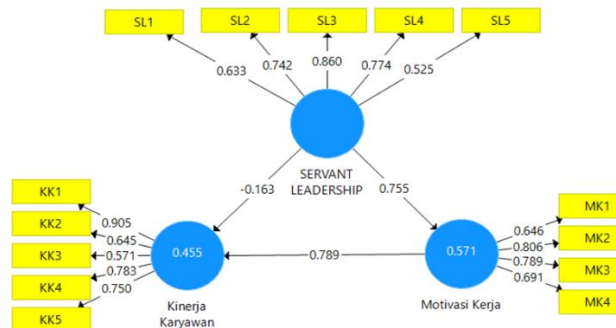 SL1
SL2
SL3
SL4
SL5
0.633
0.742
0.860
0.774
0.525
SERVANT
LEADERSHIP
-0.163
0.755
KK1
KK2
KK3
KK4
KK5
0.905
0.645
0.571
0.783
0.750
0.455
Kinerja
Karyawan
0.789
0.571
Motivasi Kerja
0.646
0.806
0.789
0.691
MK1
MK2
MK3
MK4